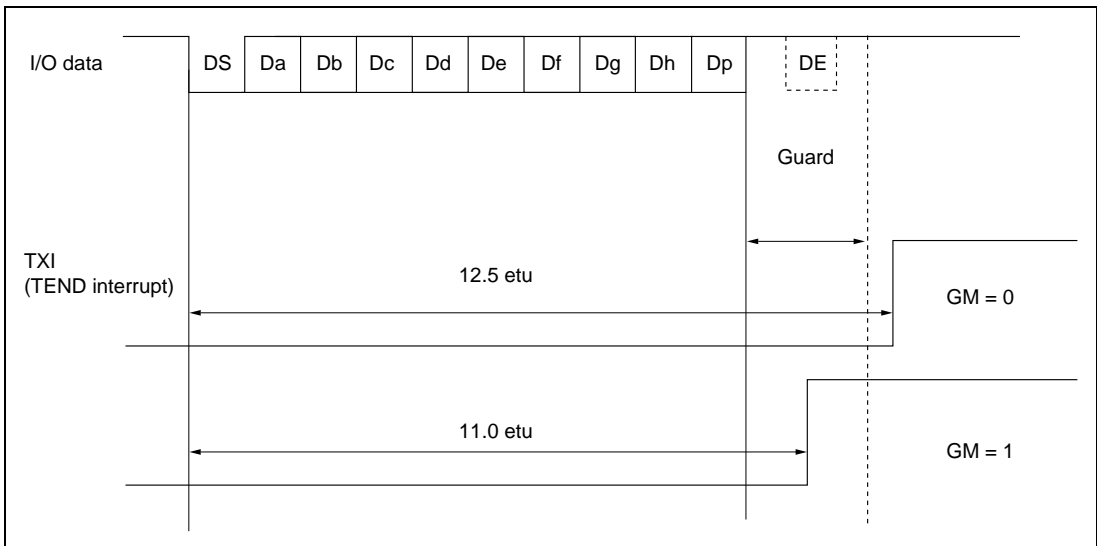 I/O data
DS Da Db Dc Dd De Df Dg Dh Dp DE
Guard
TXI
(TEND interrupt)
12.5 etu
GM = 0
11.0 etu
GM = 1